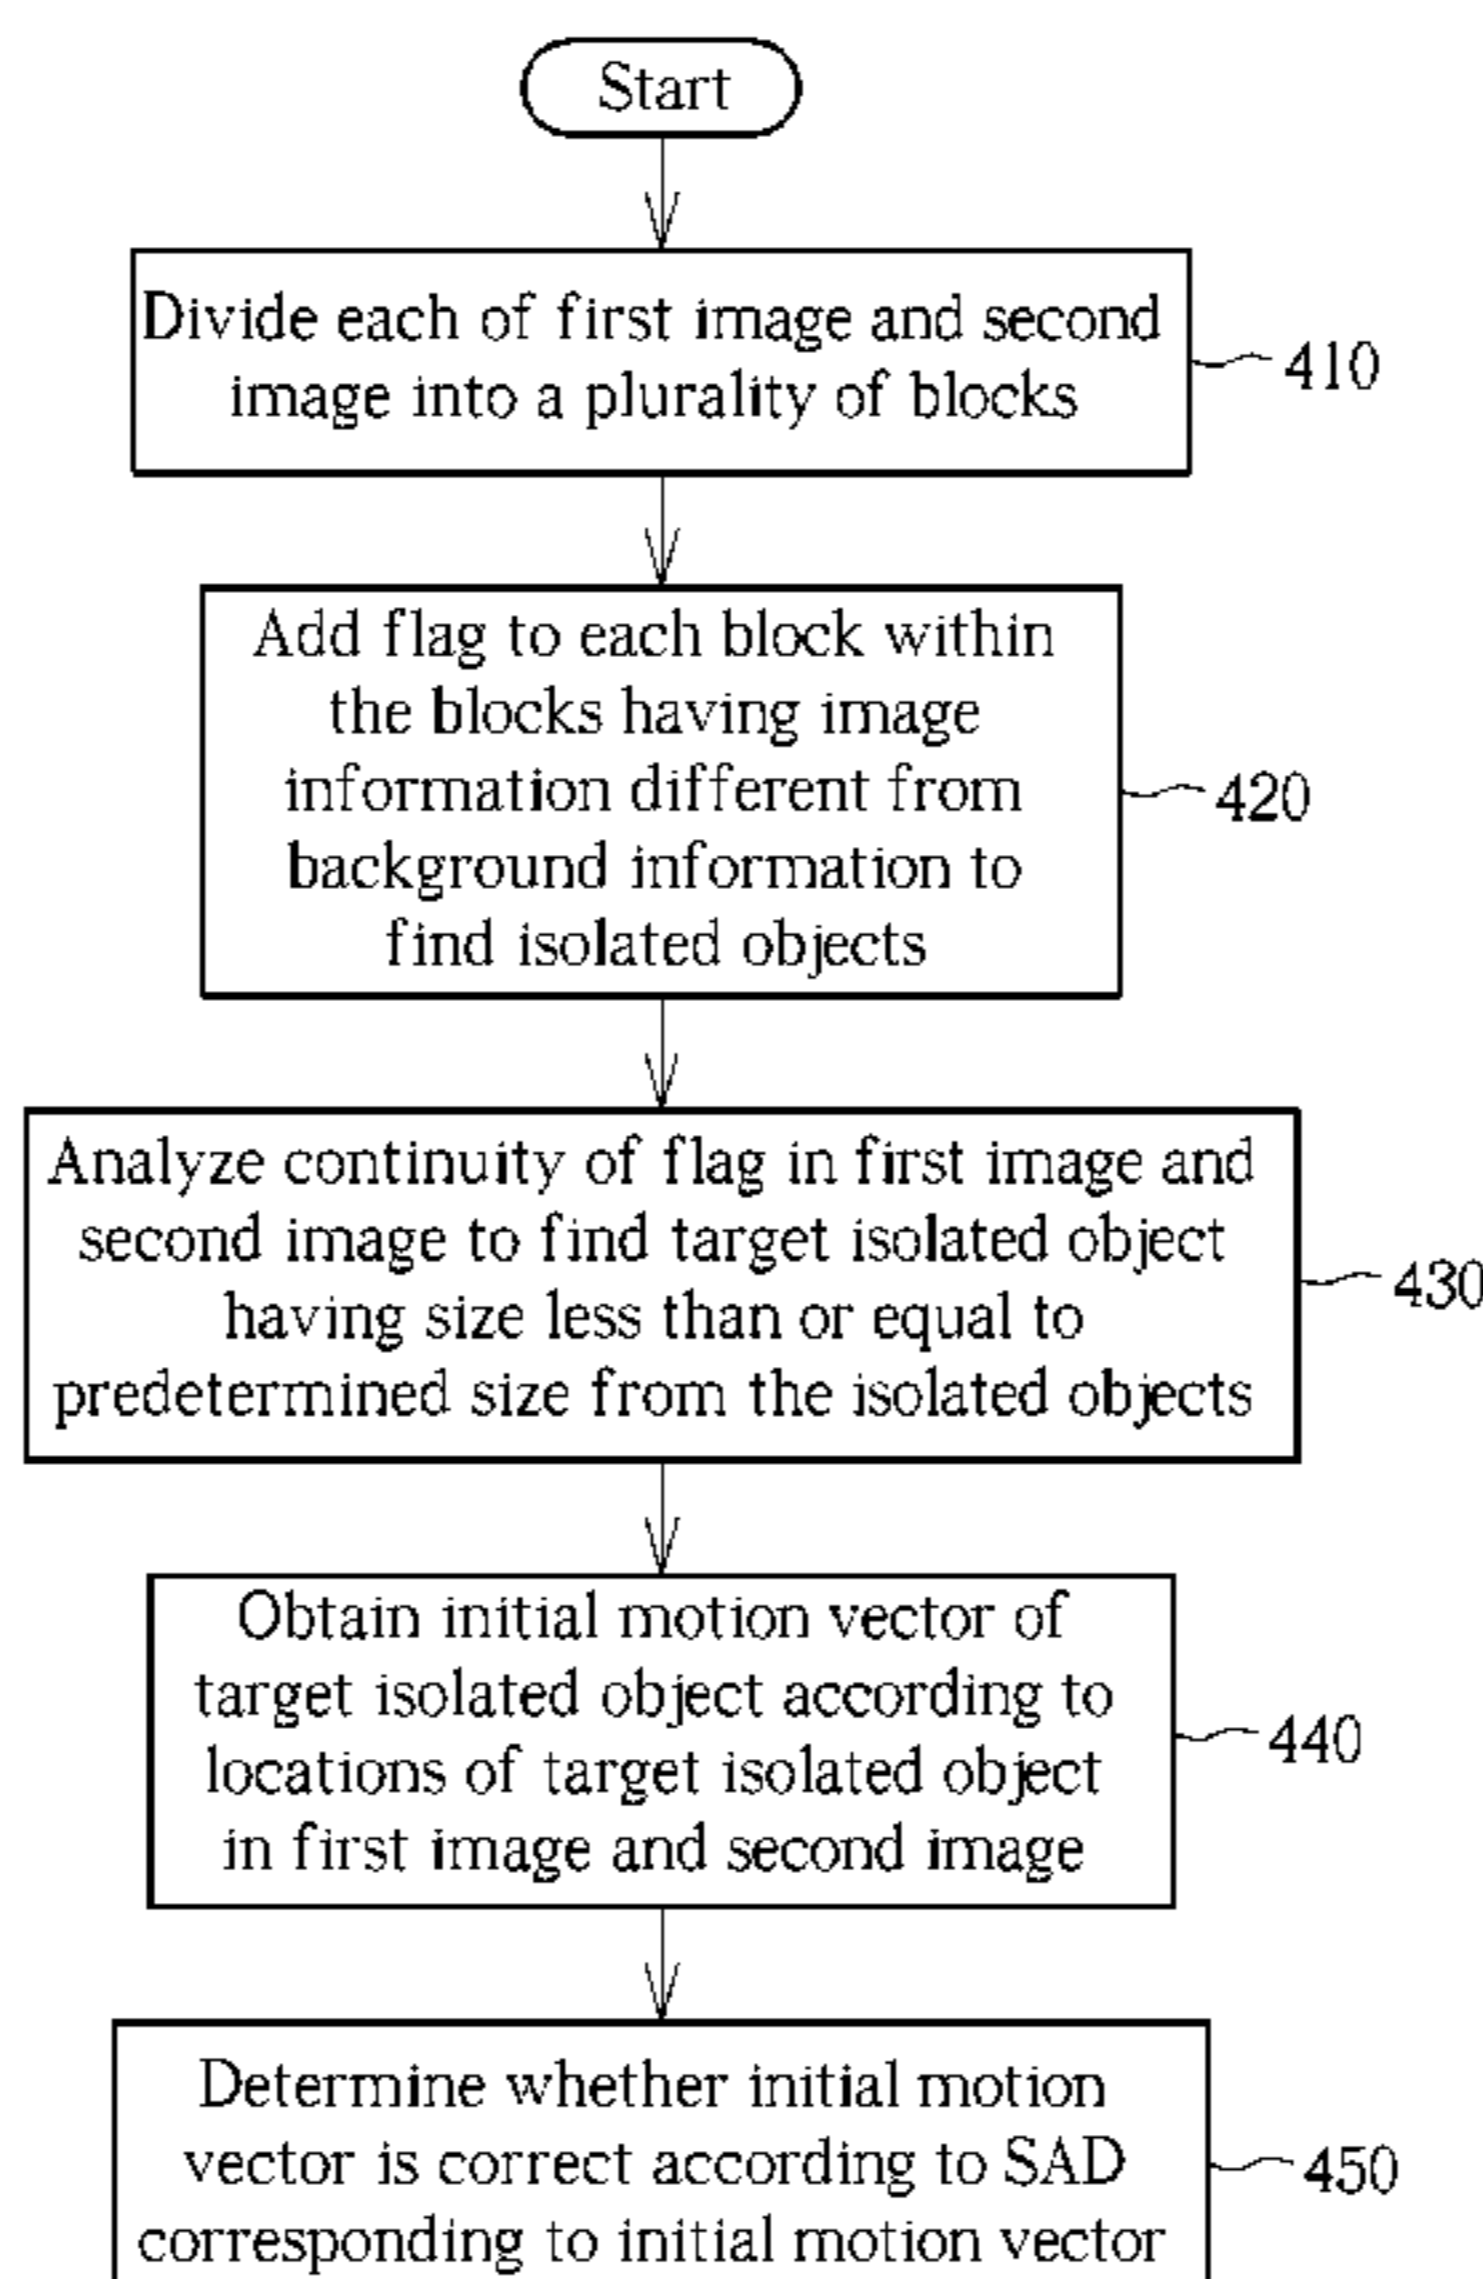 Start
Divide each of first image and second
image into a plurality of blocks
410
Add flag to each block within
the blocks having image
information different from
background information to
find isolated objects
420
Analyze continuity of flag in first image and
second image to find target isolated object
having size less than or equal to
predetermined size from the isolated objects
430
Obtain initial motion vector of
target isolated object according to
locations of target isolated object
in first image and second image
440
Determine whether initial motion
vector is correct according to SAD
corresponding to initial motion vector
450